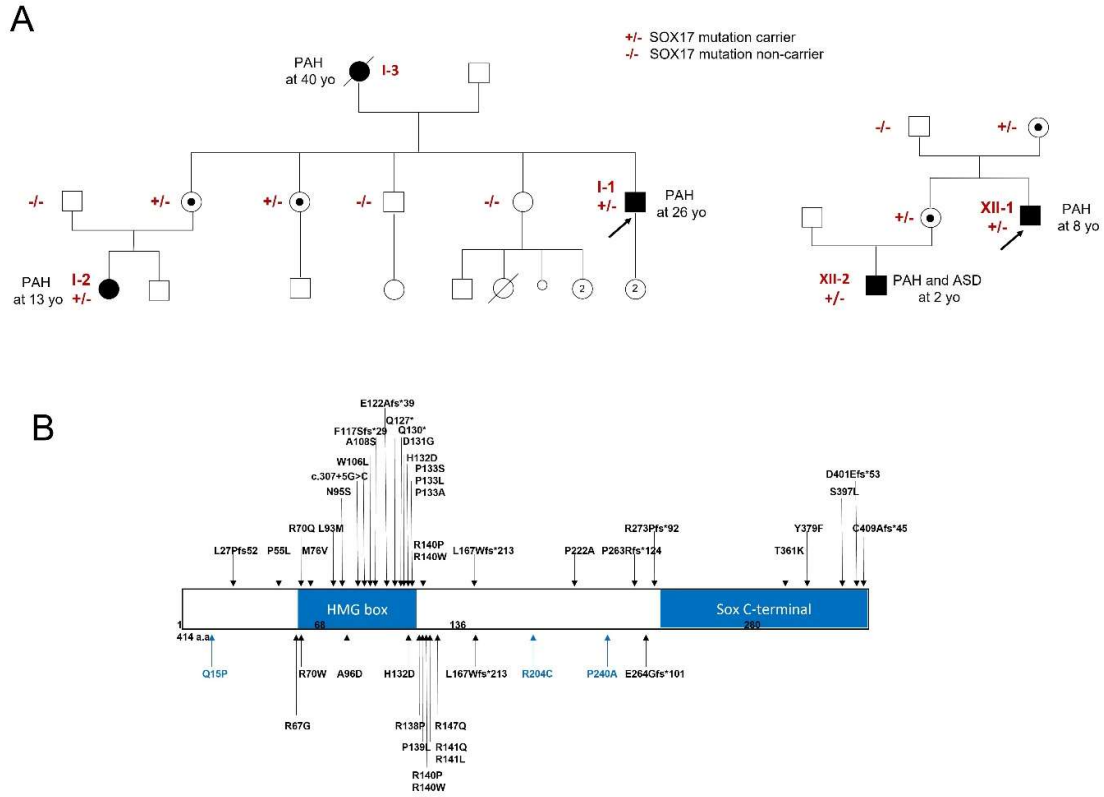 A
+/- SOX17 mutation carrier
-/- SOX17 mutation non-carrier
PAH
at 40 yo
I-3
-/-
+/-
-/-
+/-
+/-
-/-
-/-
I-1
+/-
PAH
at 26 yo
+/-
XII-1
+/-
PAH
at 8 yo
PAH
at 13 yo
I-2
+/-
2
2
XII-2
+/-
PAH and ASD
at 2 yo
B
E122Afs*39
Q127*
F117Sfs*29
Q130*
A108S
D131G
W106L
H132D
c.307+5G>C
P133S
P133L
N95S
P133A
D401Efs*53
S397L
R70Q
L93M
R273Pfs*92
Y379F
C409Afs*45
L27Pfs52
P55L
M76V
R140P
R140W
L167Wfs*213
P222A
P263Rfs*124
T361K
HMG box
Sox C-terminal
1
68
136
280
414 a.a
Q15P
R70W
A96D
H132D
L167Wfs*213
R204C
P240A
E264Gfs*101
R67G
R138P
R147Q
P139L
R141Q
R141L
R140P
R140W